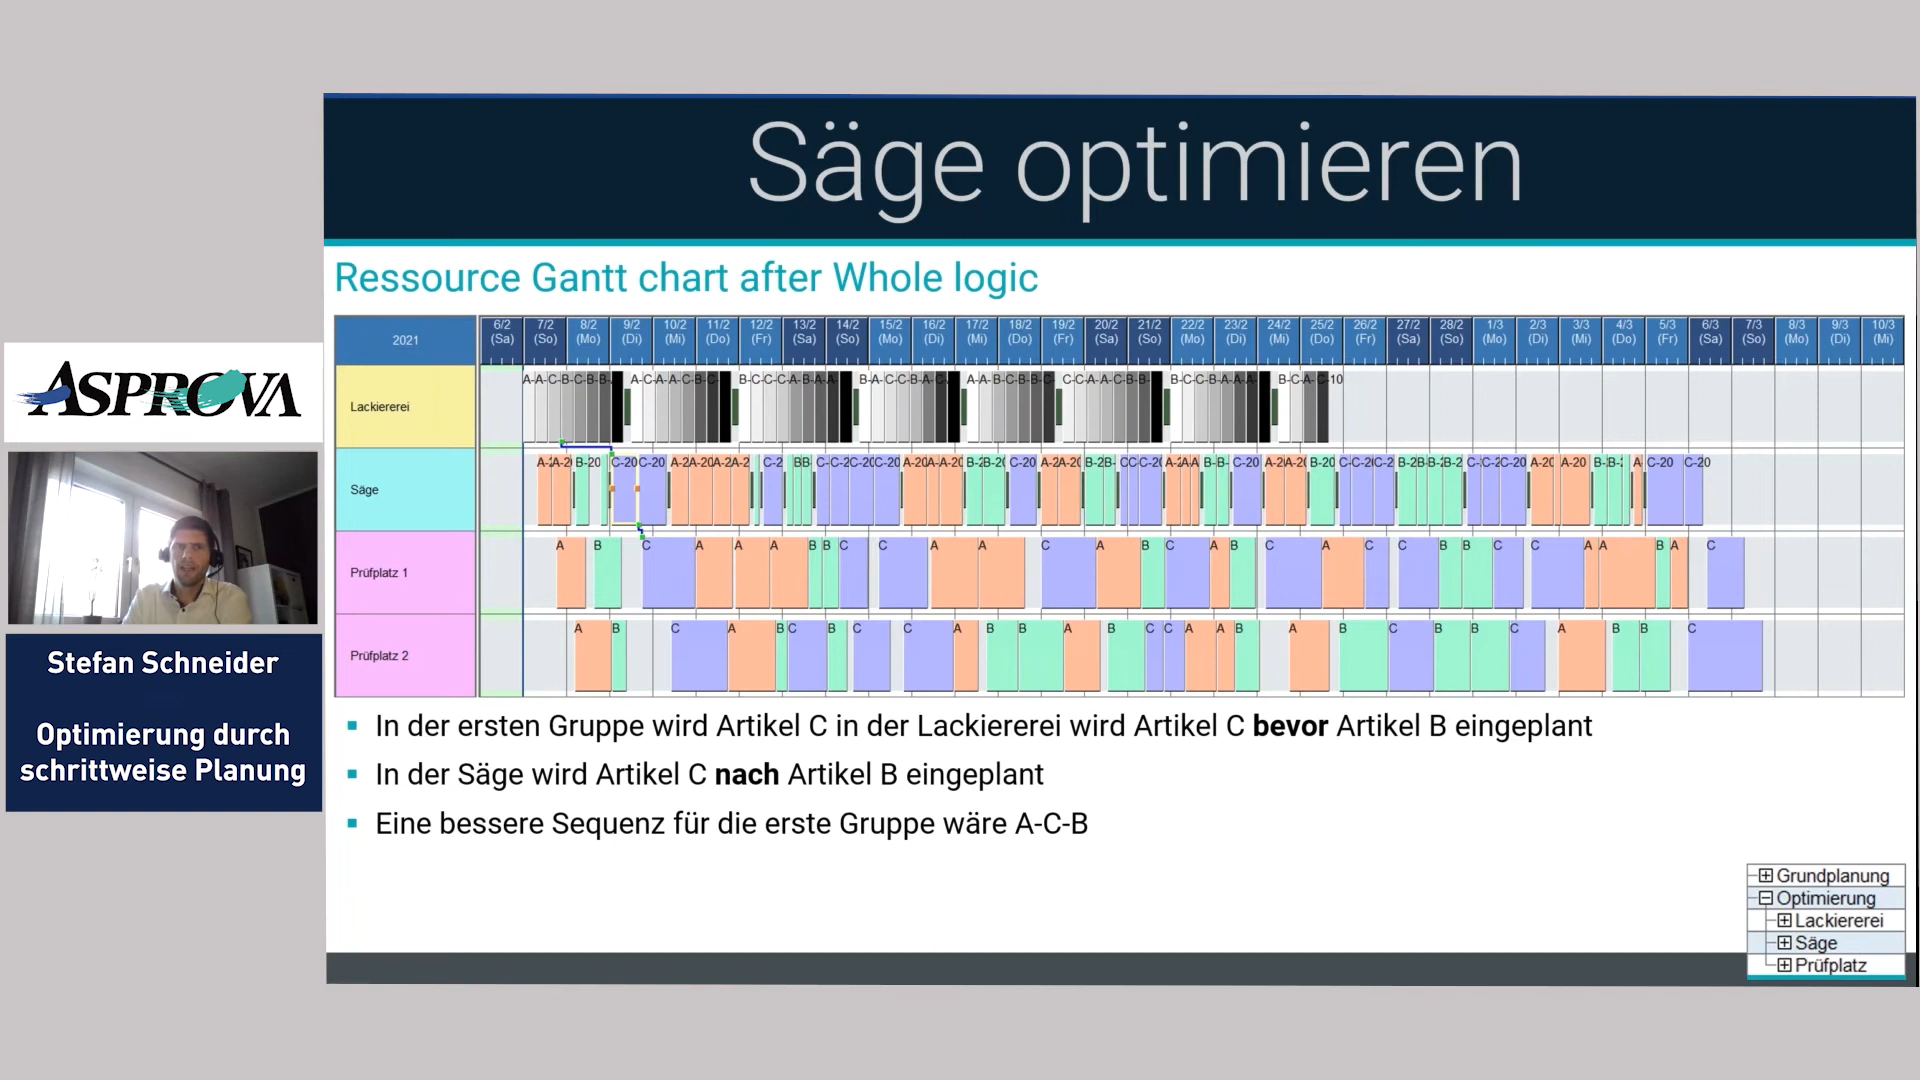 Säge optimieren
Ressource Gantt chart after Whole logic
2021
6/2 (Sa) 7/2 (So) 8/2 (Mo) 9/2 (Di) 10/2 (Mi) 11/2 (Do) 12/2 (Fr) 13/2 (Sa) 14/2 (So) 15/2 (Mo) 16/2 (Di) 17/2 (Mi) 18/2 (Do) 19/2 (Fr) 20/2 (Sa) 21/2 (So) 22/2 (Mo) 23/2 (Di) 24/2 (Mi) 25/2 (Do) 26/2 (Fr) 27/2 (Sa) 28/2 (So) 1/3 (Mo) 2/3 (Di) 3/3 (Mi) 4/3 (Do) 5/3 (Fr) 6/3 (Sa) 7/3 (So) 8/3 (Mo) 9/3 (Di) 10/3 (Mi)
Lackiererei
Säge
Prüfplatz 1
A B C A A A B B C C A A C A B C A B C A C C B B C C A A B A C
Prüfplatz 2
A B C A B C B C C A B B A B C C A A B A B C B B C A B B C
ASPROVA
Stefan Schneider
Optimierung durch
schrittweise Planung
In der ersten Gruppe wird Artikel C in der Lackiererei wird Artikel C bevor Artikel B eingeplant
In der Säge wird Artikel C nach Artikel B eingeplant
Eine bessere Sequenz für die erste Gruppe wäre A-C-B
Grundplanung
Optimierung
Lackiererei
Säge
Prüfplatz